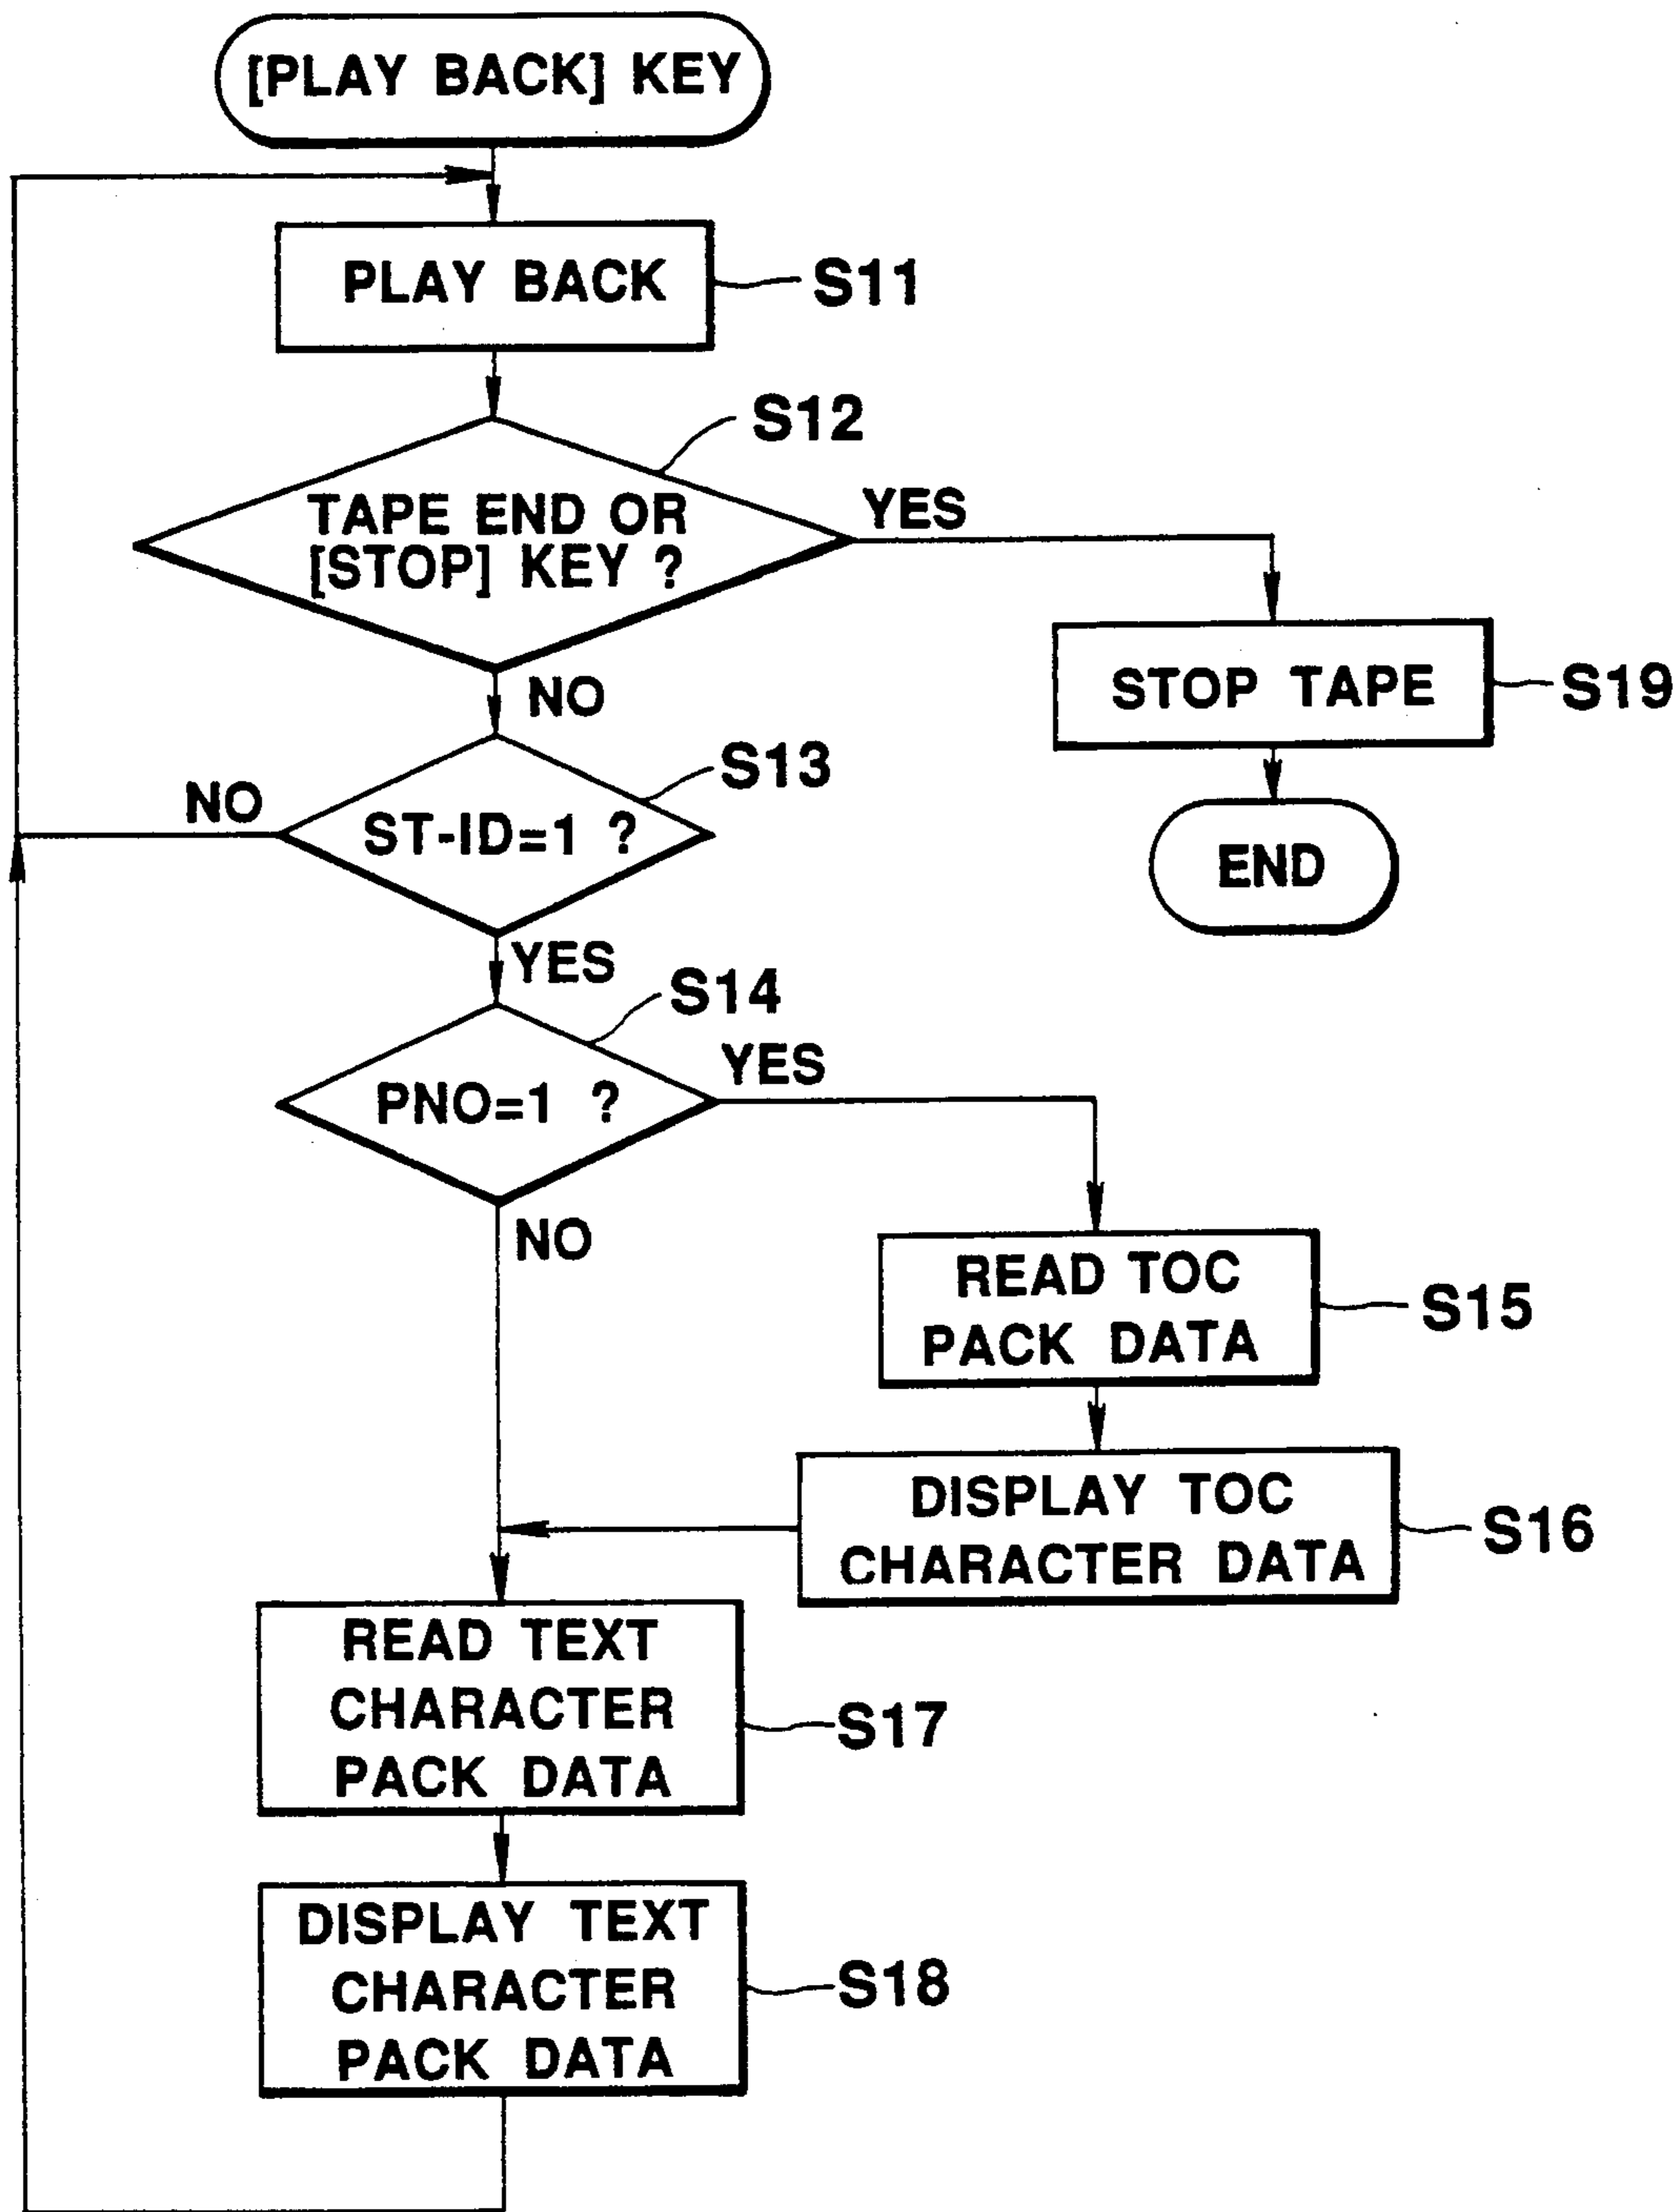 [PLAY BACK] KEY
PLAY BACK
S11
S12
TAPE END OR
[STOP] KEY ?
YES
NO
STOP TAPE
S19
END
S13
NO
ST-ID=1 ?
YES
S14
PNO=1 ?
YES
NO
READ TOC
PACK DATA
S15
DISPLAY TOC
CHARACTER DATA
S16
READ TEXT
CHARACTER
PACK DATA
S17
DISPLAY TEXT
CHARACTER
PACK DATA
S18